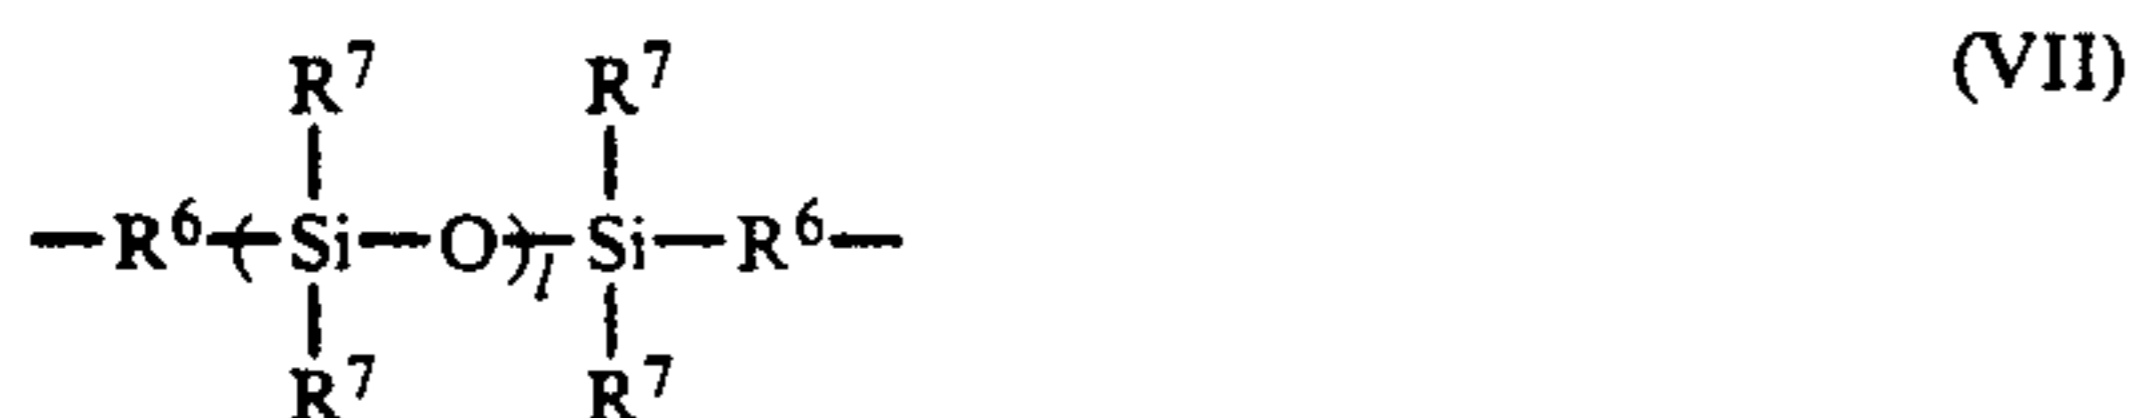 R⁷ R⁷ (VII)
—R⁶—(Si—O)ₗ—Si—R⁶—
R⁷ R⁷